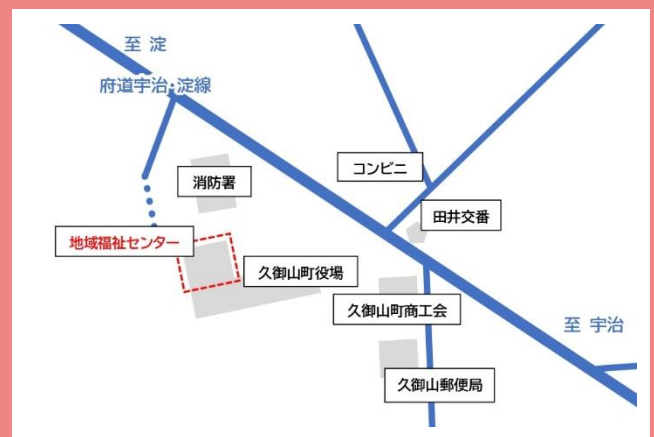 至 淀
府道宇治・淀線
コンビニ
消防署
田井交番
地域福祉センター
久御山町役場
久御山町商工会
至 宇治
久御山郵便局